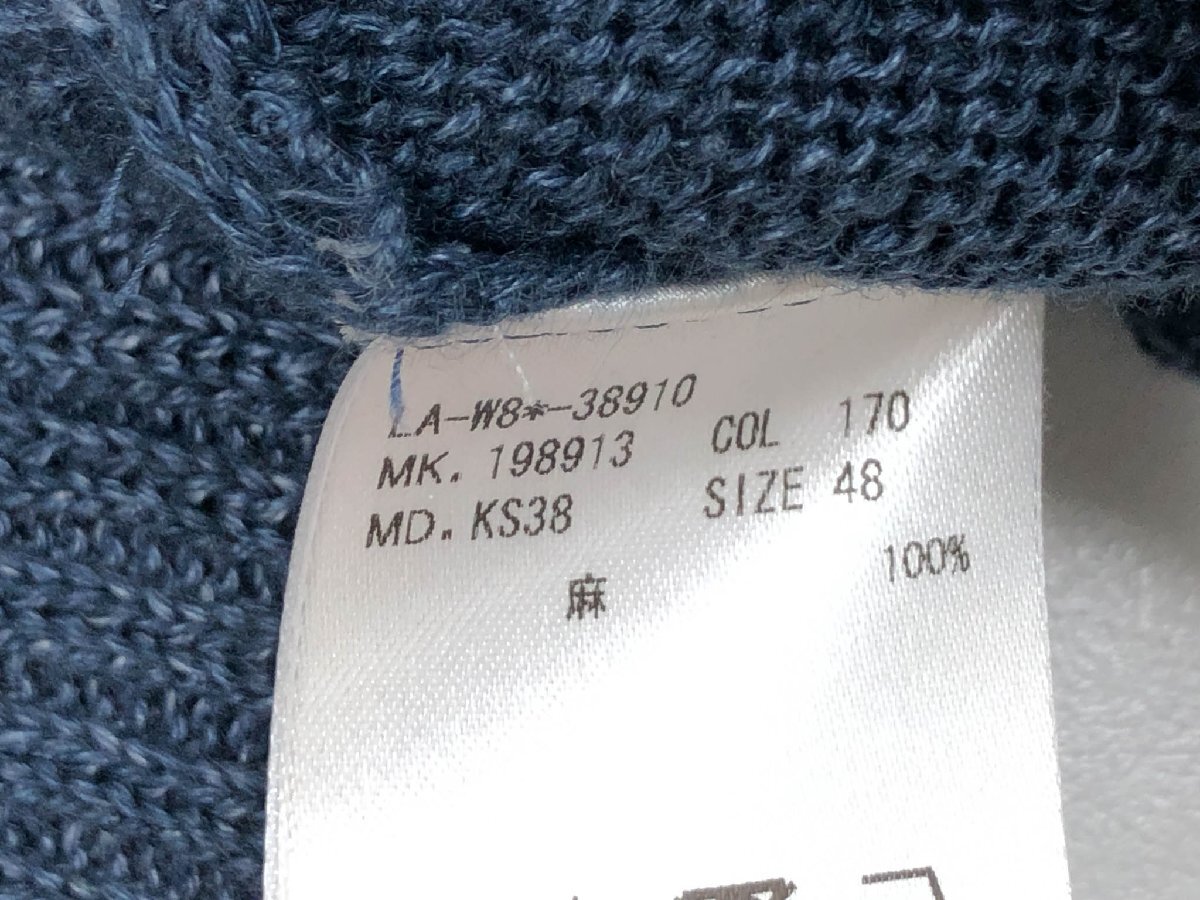 LA-W8*-38910
MK. 198913 COL 170
MD. KS38 SIZE 48
麻 100%